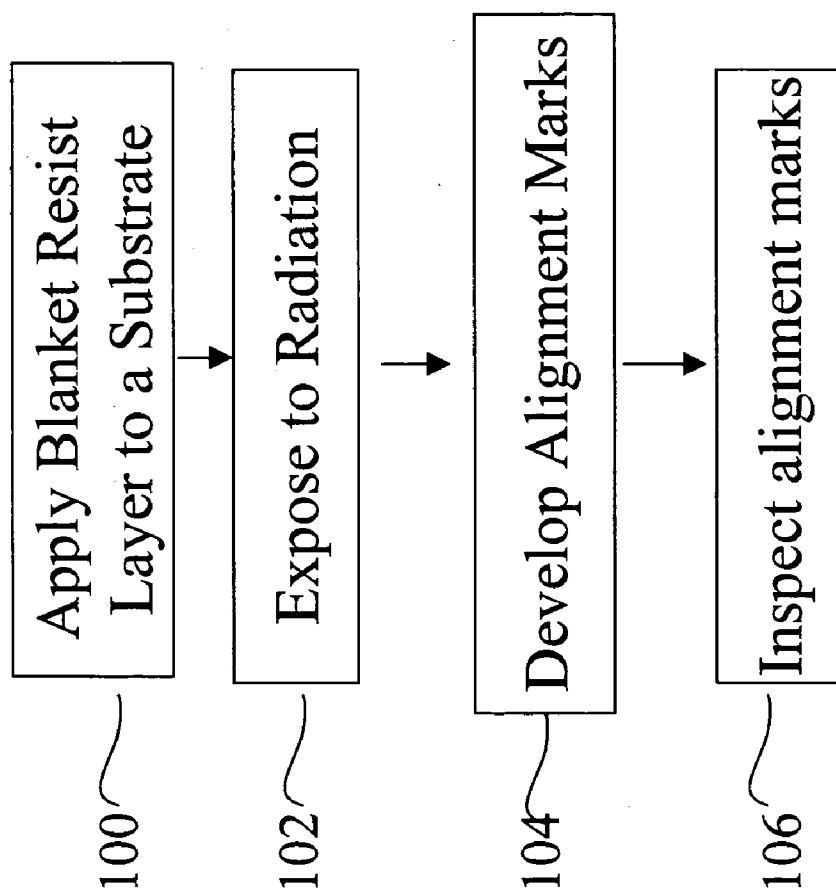 100
Apply Blanket Resist
Layer to a Substrate
102
Expose to Radiation
104
Develop Alignment Marks
106
Inspect alignment marks